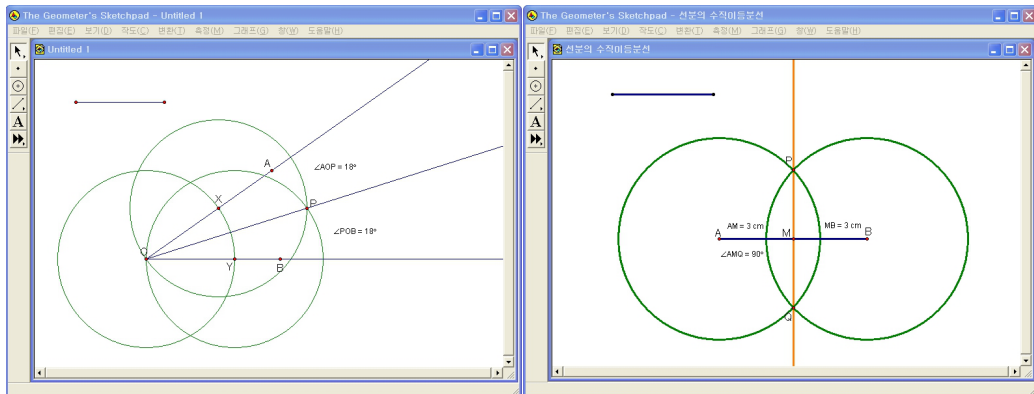 The Geometer's Sketchpad - Untitled 1
파일(F) 편집(E) 보기(D) 작도(C) 변환(T) 측정(M) 그래프(G) 창(W) 도움말(H)
Untitled 1
A
A
∠AOP = 18°
X
P
∠POB = 18°
O
Y
B
The Geometer's Sketchpad - 선분의 수직이등분선
파일(F) 편집(E) 보기(D) 작도(C) 변환(T) 측정(M) 그래프(G) 창(W) 도움말(H)
선분의 수직이등분선
A
P
AM = 3 cm
MB = 3 cm
A
M
B
∠AMQ = 90°
Q